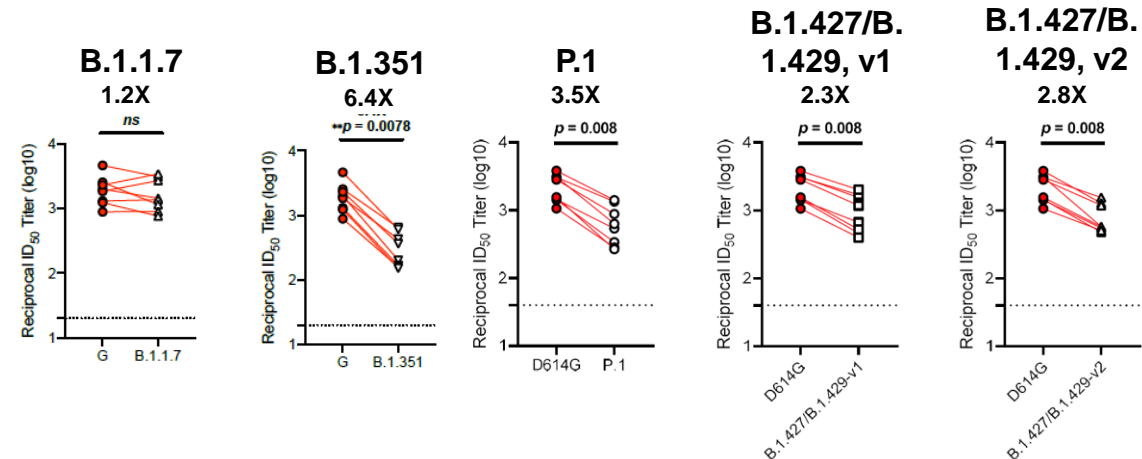 B.1.1.7
1.2X
ns
Reciprocal ID50 Titer (log10)
4
3
2
1
G B.1.1.7
B.1.351
6.4X
**p = 0.0078
Reciprocal ID50 Titer (log10)
4
3
2
1
G B.1.351
P.1
3.5X
p = 0.008
Reciprocal ID50 Titer (log10)
4
3
2
1
D614G P.1
B.1.427/B.
1.429, v1
2.3X
p = 0.008
Reciprocal ID50 Titer (log10)
4
3
2
1
D614G
B.1.427/B.1.429-v1
B.1.427/B.
1.429, v2
2.8X
p = 0.008
Reciprocal ID50 Titer (log10)
4
3
2
1
D614G
B.1.427/B.1.429-v2